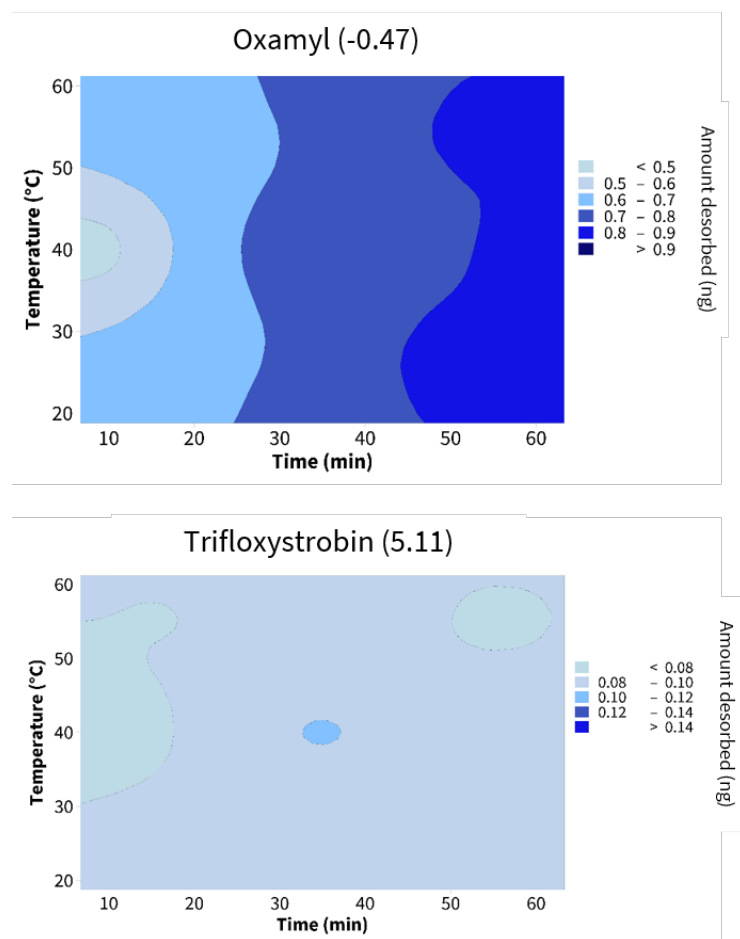 Oxamyl (-0.47)
60
50
40
30
20
Temperature (°C)
10 20 30 40 50 60
Time (min)
< 0.5
0.5 – 0.6
0.6 – 0.7
0.7 – 0.8
0.8 – 0.9
> 0.9
Amount desorbed (ng)
Trifloxystrobin (5.11)
60
50
40
30
20
Temperature (°C)
10 20 30 40 50 60
Time (min)
< 0.08
0.08 – 0.10
0.10 – 0.12
0.12 – 0.14
> 0.14
Amount desorbed (ng)